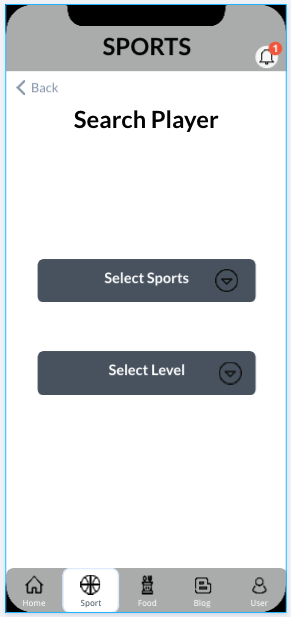 SPORTS
1
Back
Search Player
Select Sports
Select Level
Home
Sport
Food
Blog
User